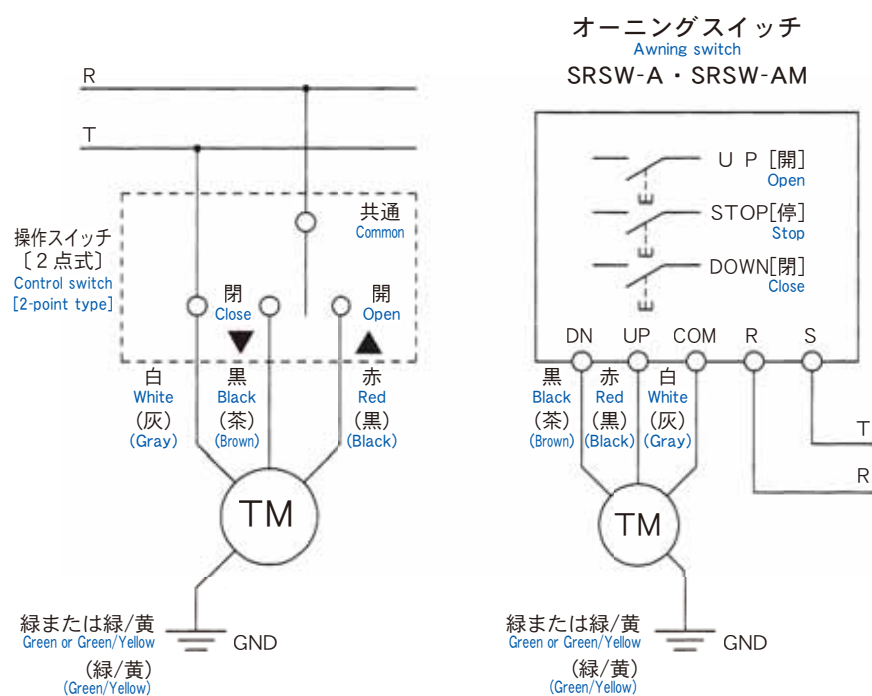 R
T
操作スイッチ
〔2点式〕
Control switch
[2-point type]
共通
Common
閉
Close
▼
開
Open
▲
白
White
(灰)
(Gray)
黒
Black
(茶)
(Brown)
赤
Red
(黒)
(Black)
TM
緑または緑/黄
Green or Green/Yellow
(緑/黄)
(Green/Yellow)
GND
オーニングスイッチ
Awning switch
SRSW-A・SRSW-AM
UP [開]
Open
STOP[停]
Stop
DOWN[閉]
Close
DN UP COM R S
黒
Black
(茶)
(Brown)
赤
Red
(黒)
(Black)
白
White
(灰)
(Gray)
T
R
TM
緑または緑/黄
Green or Green/Yellow
(緑/黄)
(Green/Yellow)
GND